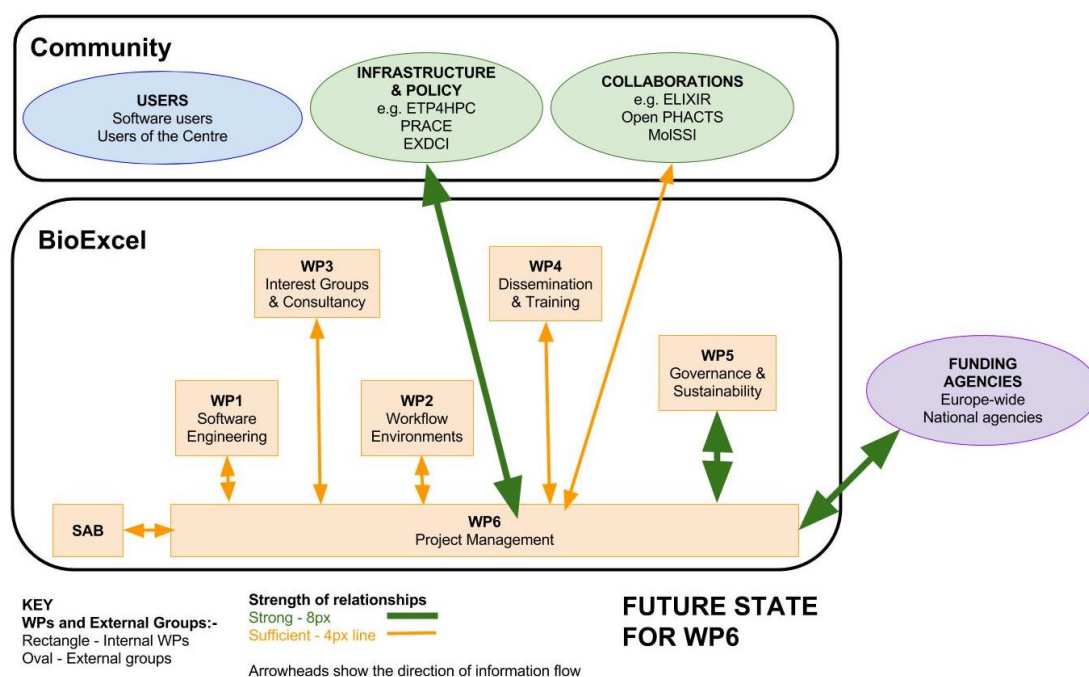 Community
USERS
Software users
Users of the Centre
INFRASTRUCTURE
& POLICY
e.g. ETP4HPC
PRACE
EXDCI
COLLABORATIONS
e.g. ELIXIR
Open PHACTS
MolSSI
BioExcel
WP3
Interest Groups
& Consultancy
WP4
Dissemination
& Training
WP5
Governance &
Sustainability
FUNDING
AGENCIES
Europe-wide
National agencies
WP1
Software
Engineering
WP2
Workflow
Environments
SAB
WP6
Project Management
KEY
WPs and External Groups:-
Rectangle - Internal WPs
Oval - External groups
Strength of relationships
Strong - 8px
Sufficient - 4px line
Arrowheads show the direction of information flow
FUTURE STATE
FOR WP6